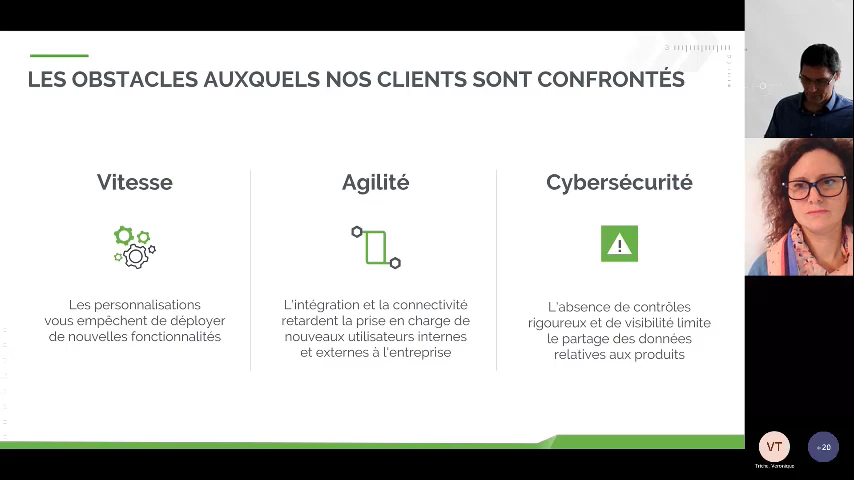 LES OBSTACLES AUXQUELS NOS CLIENTS SONT CONFRONTÉS
Vitesse
Les personnalisations
vous empêchent de déployer
de nouvelles fonctionnalités
Agilité
L'intégration et la connectivité
retardent la prise en charge de
nouveaux utilisateurs internes
et externes à l'entreprise
Cybersécurité
L'absence de contrôles
rigoureux et de visibilité limite
le partage des données
relatives aux produits
VT
+20
Triche, Veronique